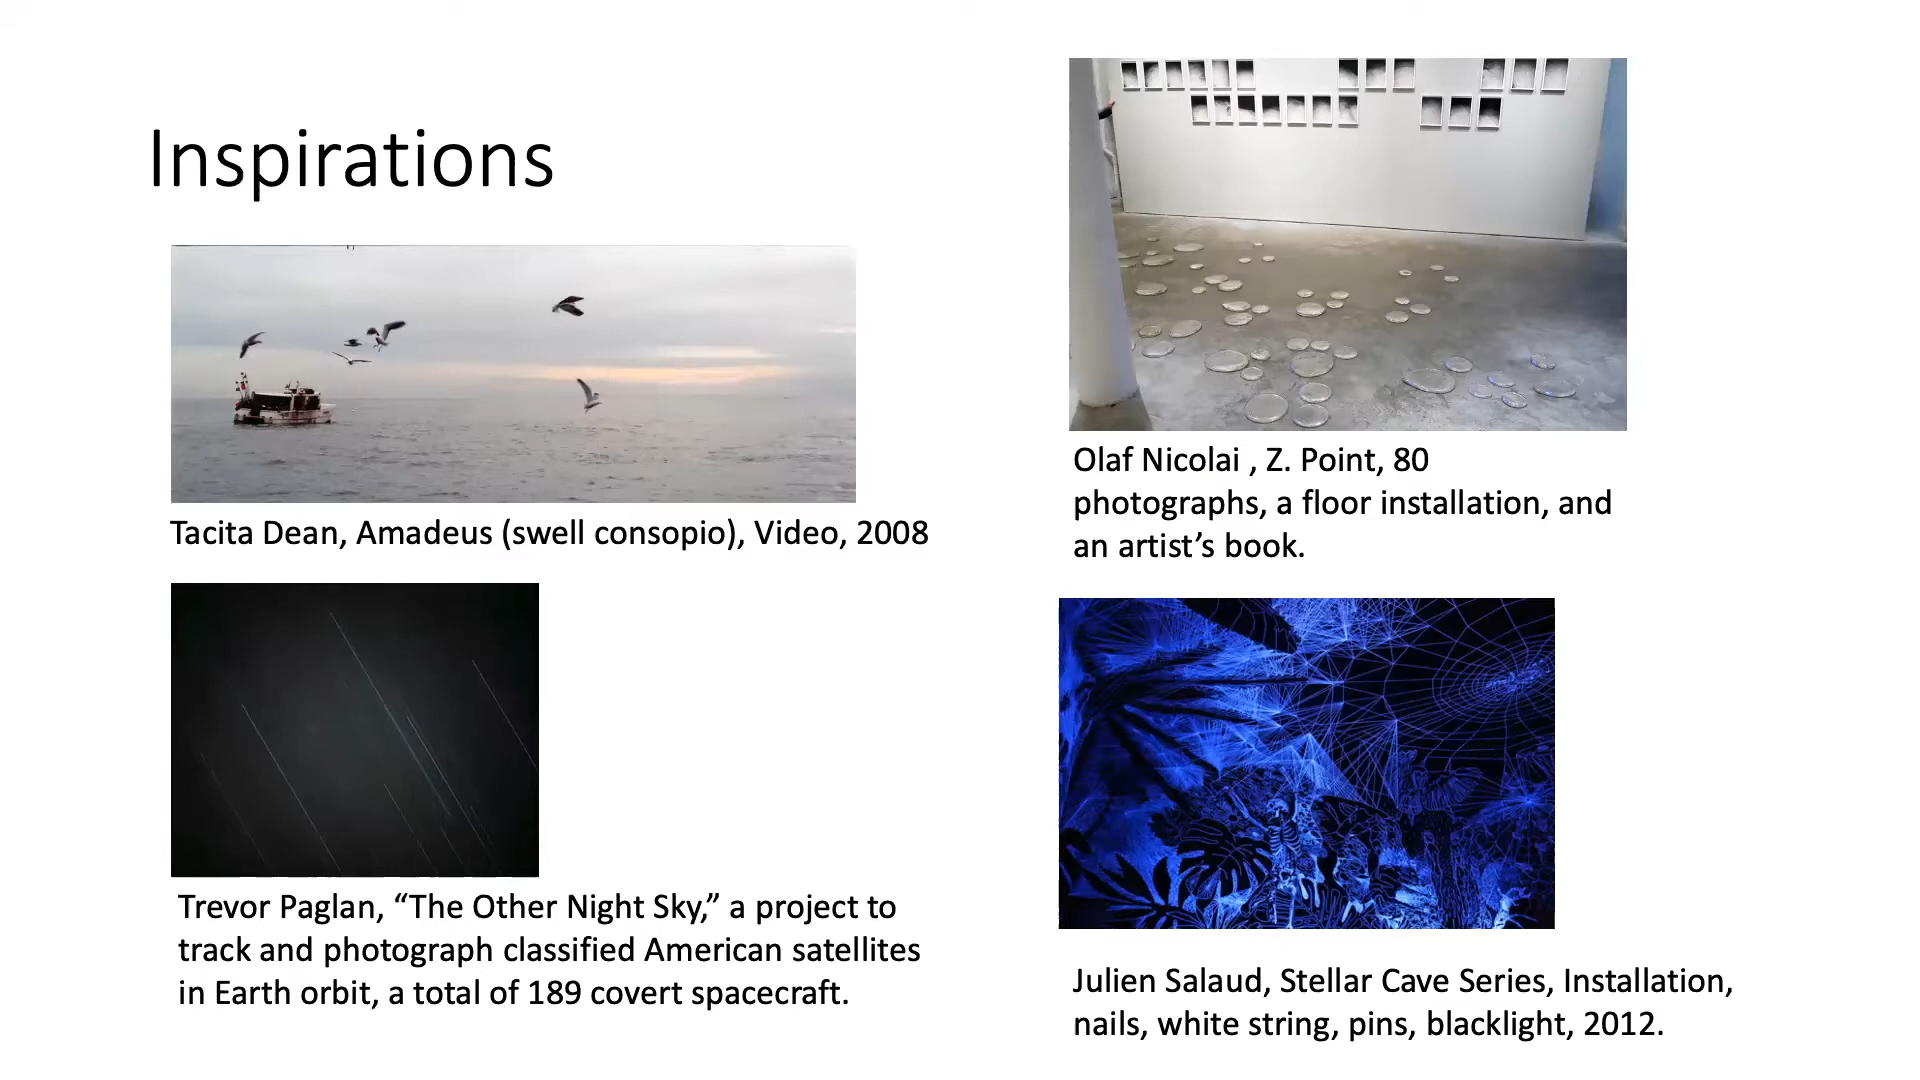 Inspirations
Tacita Dean, Amadeus (swell consopio), Video, 2008
Olaf Nicolai , Z. Point, 80
photographs, a floor installation, and
an artist’s book.
Trevor Paglan, “The Other Night Sky,” a project to
track and photograph classified American satellites
in Earth orbit, a total of 189 covert spacecraft.
Julien Salaud, Stellar Cave Series, Installation,
nails, white string, pins, blacklight, 2012.